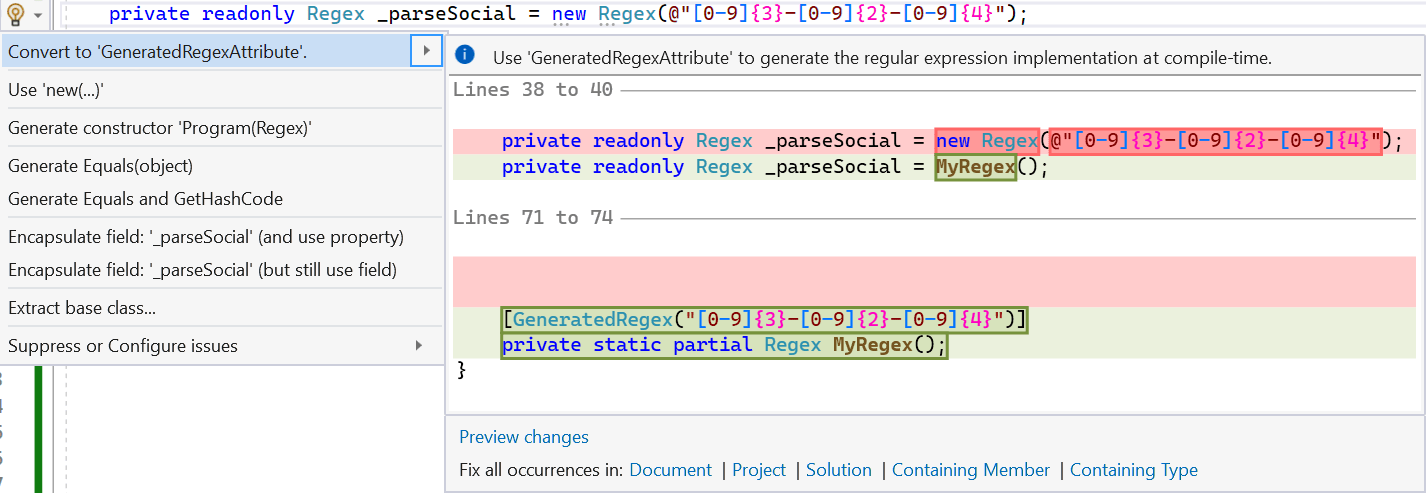 private readonly Regex _parseSocial = new Regex(@"[0-9]{3}-[0-9]{2}-[0-9]{4}");
Convert to 'GeneratedRegexAttribute'.
Use 'new(...)'
Generate constructor 'Program(Regex)'
Generate Equals(object)
Generate Equals and GetHashCode
Encapsulate field: '_parseSocial' (and use property)
Encapsulate field: '_parseSocial' (but still use field)
Extract base class...
Suppress or Configure issues
Use 'GeneratedRegexAttribute' to generate the regular expression implementation at compile-time.
Lines 38 to 40
private readonly Regex _parseSocial = new Regex(@"[0-9]{3}-[0-9]{2}-[0-9]{4}");
private readonly Regex _parseSocial = MyRegex();
Lines 71 to 74
[GeneratedRegex("[0-9]{3}-[0-9]{2}-[0-9]{4}")]
private static partial Regex MyRegex();
}
Preview changes
Fix all occurrences in: Document | Project | Solution | Containing Member | Containing Type